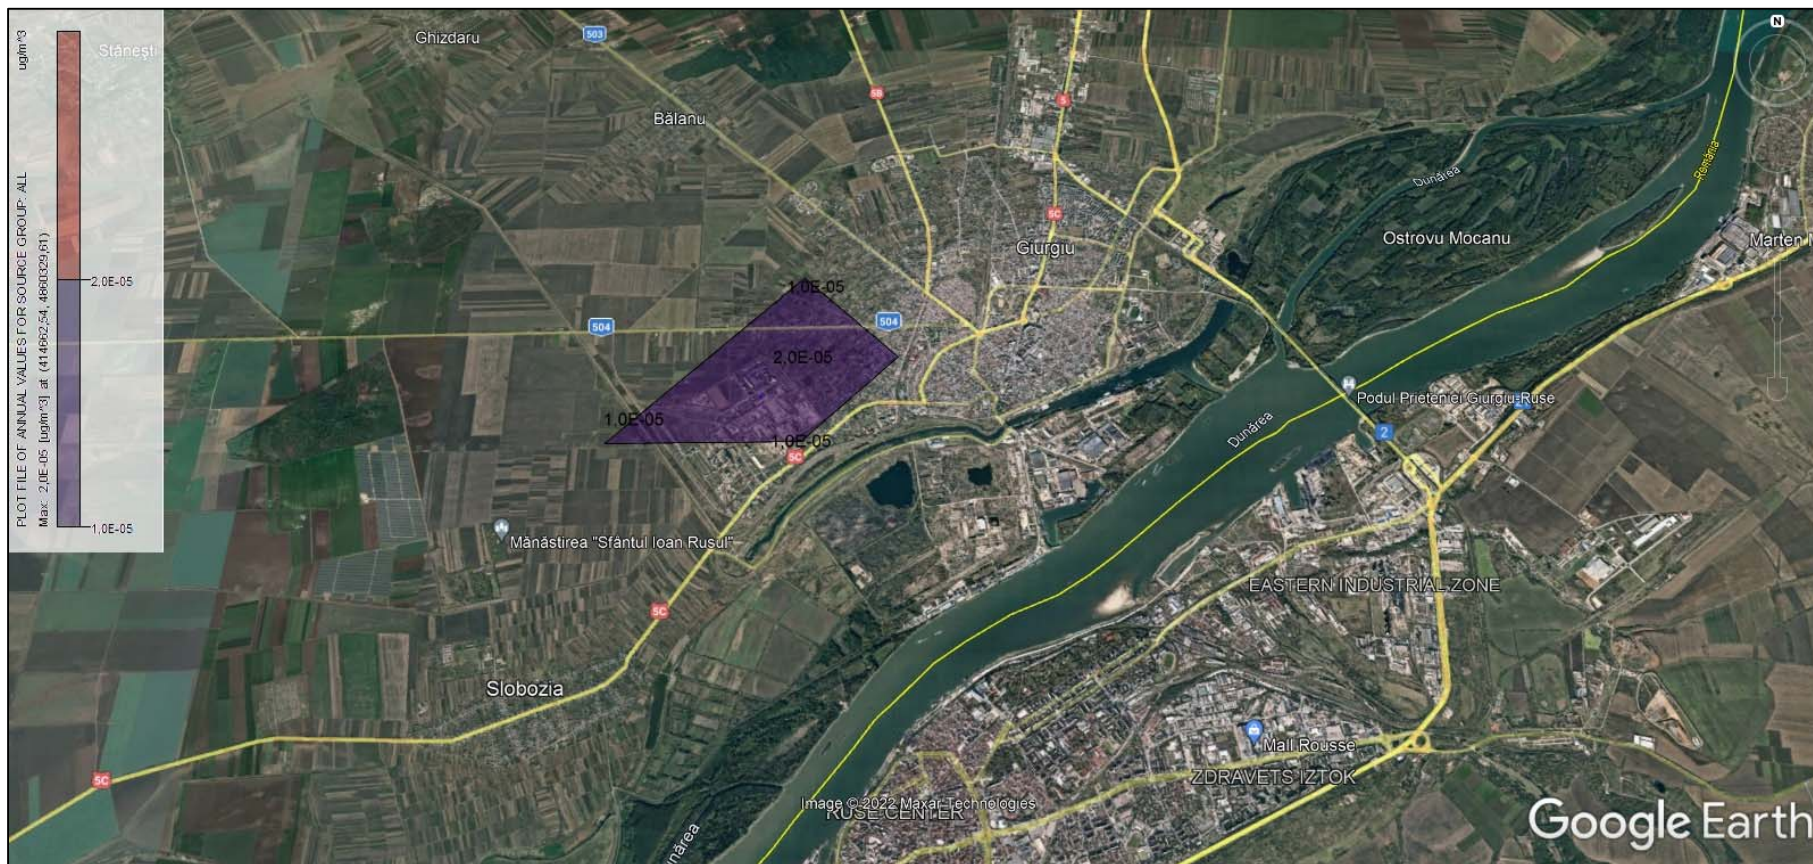 PLOT FILE OF ANNUAL VALUES FOR SOURCE GROUP: ALL
Max: 2,0E-05 [ug/m^3] at (414662,54, 4860329,61)
ug/m^3
2,0E-05
1,0E-05
Stănești
Ghizdaru
503
Bălanu
5B
5
5C
N
România
Dunărea
Giurgiu
Ostrovu Mocanu
Marten
1,0E-05
504
504
2,0E-05
1,0E-05
1,0E-05
5C
Podul Prieteniei Giurgiu-Ruse
Dunărea
2
Mănăstirea "Sfântul Ioan Rusul"
EASTERN INDUSTRIAL ZONE
5C
Slobozia
Mall Rousse
ZDRAVETS IZTOK
5C
Image © 2022 Maxar Technologies
RUSE CENTER
Google Earth